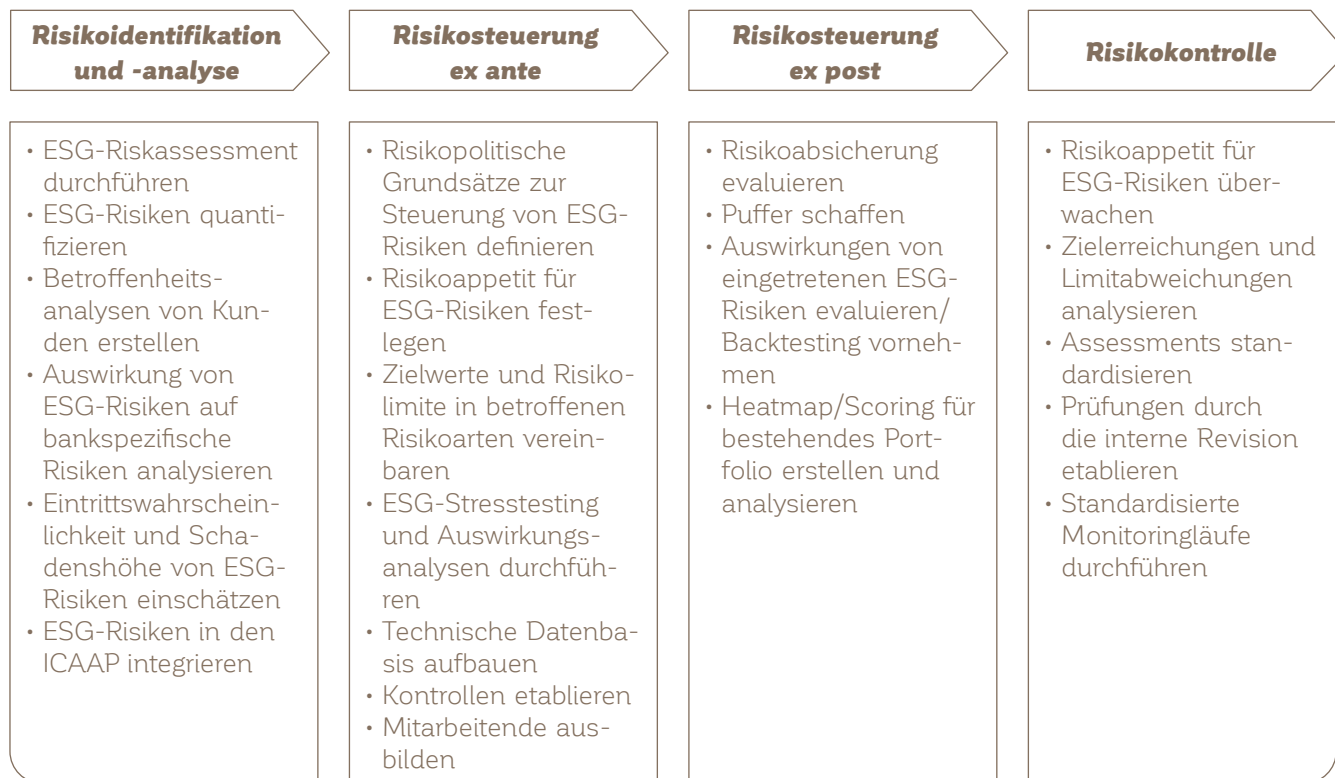 Risikoidentifikation
und -analyse
Risikosteuerung
ex ante
Risikosteuerung
ex post
Risikokontrolle
• ESG-Riskassessment
durchführen
• ESG-Risiken quanti-
fizieren
• Betroffenheits-
analysen von Kun-
den erstellen
• Auswirkung von
ESG-Risiken auf
bankspezifische
Risiken analysieren
• Eintrittswahrschein-
lichkeit und Scha-
denshöhe von ESG-
Risiken einschätzen
• ESG-Risiken in den
ICAAP integrieren
• Risikopolitische
Grundsätze zur
Steuerung von ESG-
Risiken definieren
• Risikoappetit für
ESG-Risiken fest-
legen
• Zielwerte und Risiko-
limite in betroffenen
Risikoarten verein-
baren
• ESG-Stresstesting
und Auswirkungs-
analysen durchfüh-
ren
• Technische Datenba-
sis aufbauen
• Kontrollen etablieren
• Mitarbeitende aus-
bilden
• Risikoabsicherung
evaluieren
• Puffer schaffen
• Auswirkungen von
eingetretenen ESG-
Risiken evaluieren/
Backtesting vorneh-
men
• Heatmap/Scoring für
bestehendes Port-
folio erstellen und
analysieren
• Risikoappetit für
ESG-Risiken über-
wachen
• Zielerreichungen und
Limitabweichungen
analysieren
• Assessments stan-
dardisieren
• Prüfungen durch
die interne Revision
etablieren
• Standardisierte
Monitoringläufe
durchführen